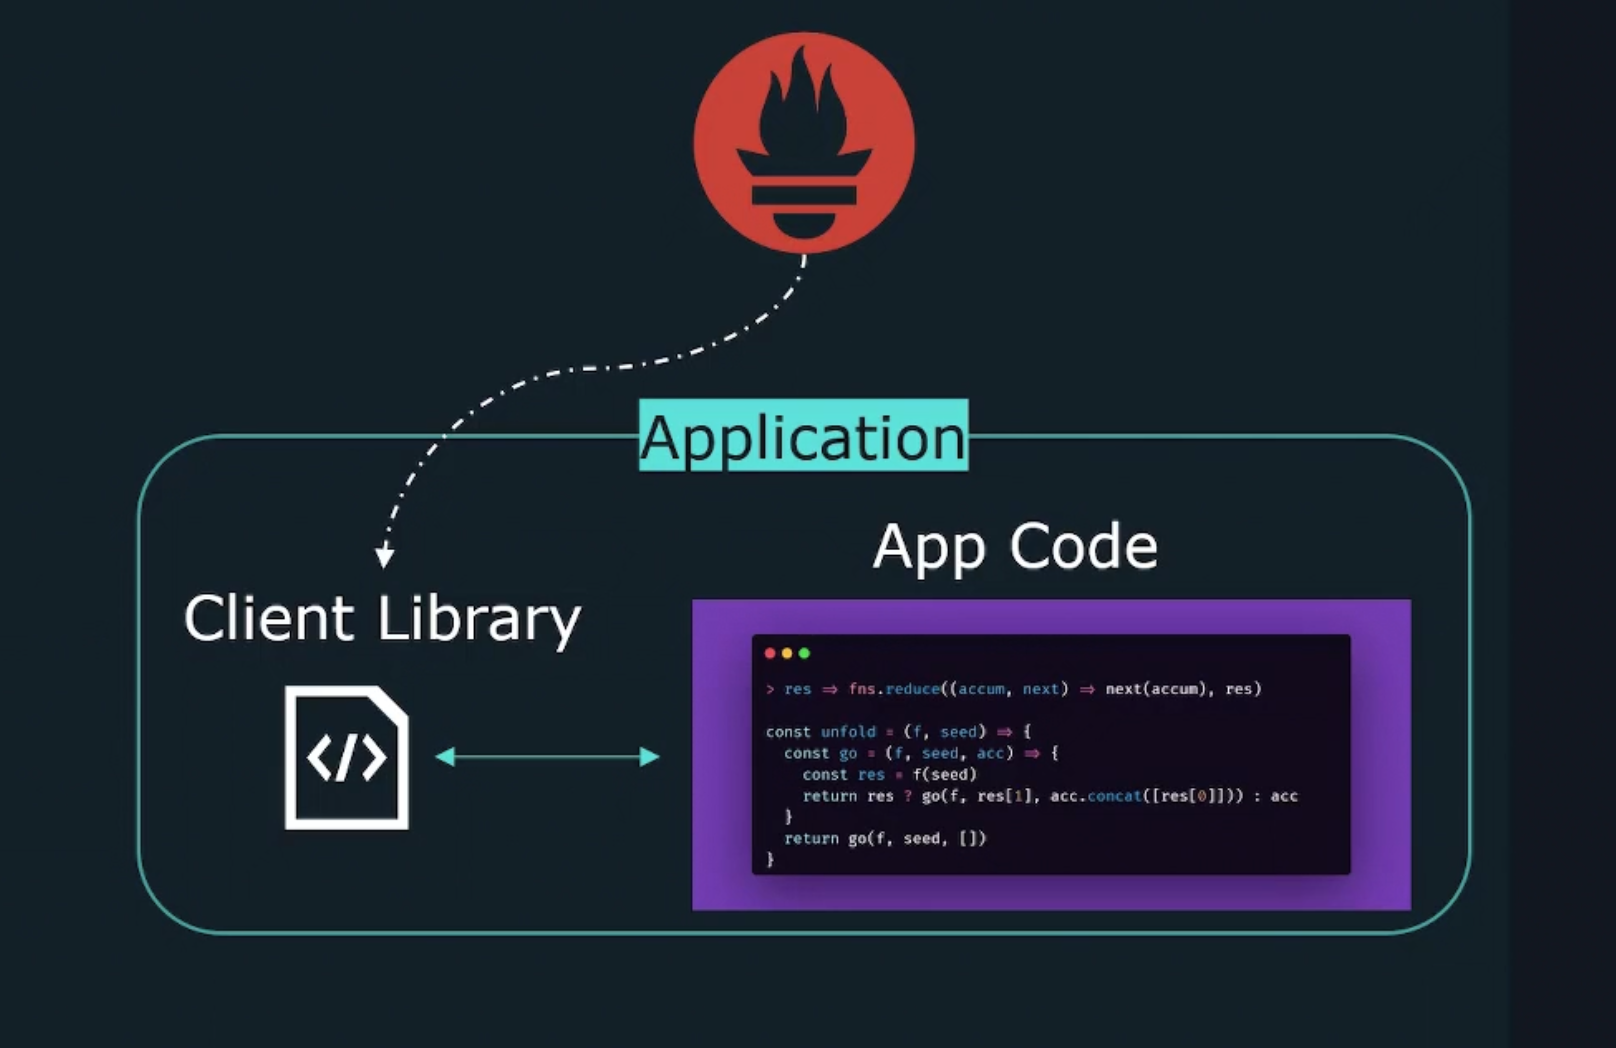 Application
App Code
Client Library
> res => fns.reduce((accum, next) => next(accum), res)
const unfold = (f, seed) => {
const go = (f, seed, acc) => {
const res = f(seed)
return res ? go(f, res[1], acc.concat([res[0]])) : acc
}
return go(f, seed, [])
}